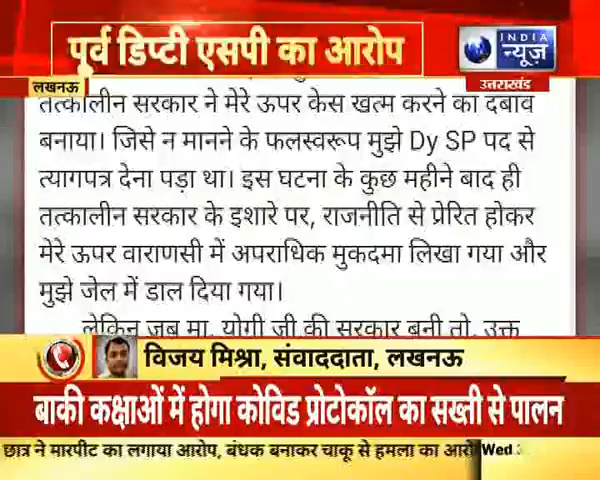 पूर्व डिप्टी एसपी का आरोप
INDIA
न्यूज़
उत्तराखंड
लखनऊ
तत्कालीन सरकार ने मेरे ऊपर केस खत्म करने का दबाव
बनाया। जिसे न मानने के फलस्वरूप मुझे Dy SP पद से
त्यागपत्र देना पड़ा था। इस घटना के कुछ महीने बाद ही
तत्कालीन सरकार के इशारे पर, राजनीति से प्रेरित होकर
मेरे ऊपर वाराणसी में अपराधिक मुकदमा लिखा गया और
मुझे जेल में डाल दिया गया।
लेकिन जब मा. योगी जी की सरकार बनी तो, उक्त
विजय मिश्रा, संवाददाता, लखनऊ
बाकी कक्षाओं में होगा कोविड प्रोटोकॉल का सख्ती से पालन
छात्र ने मारपीट का लगाया आरोप, बंधक बनाकर चाकू से हमला का आरो Wed